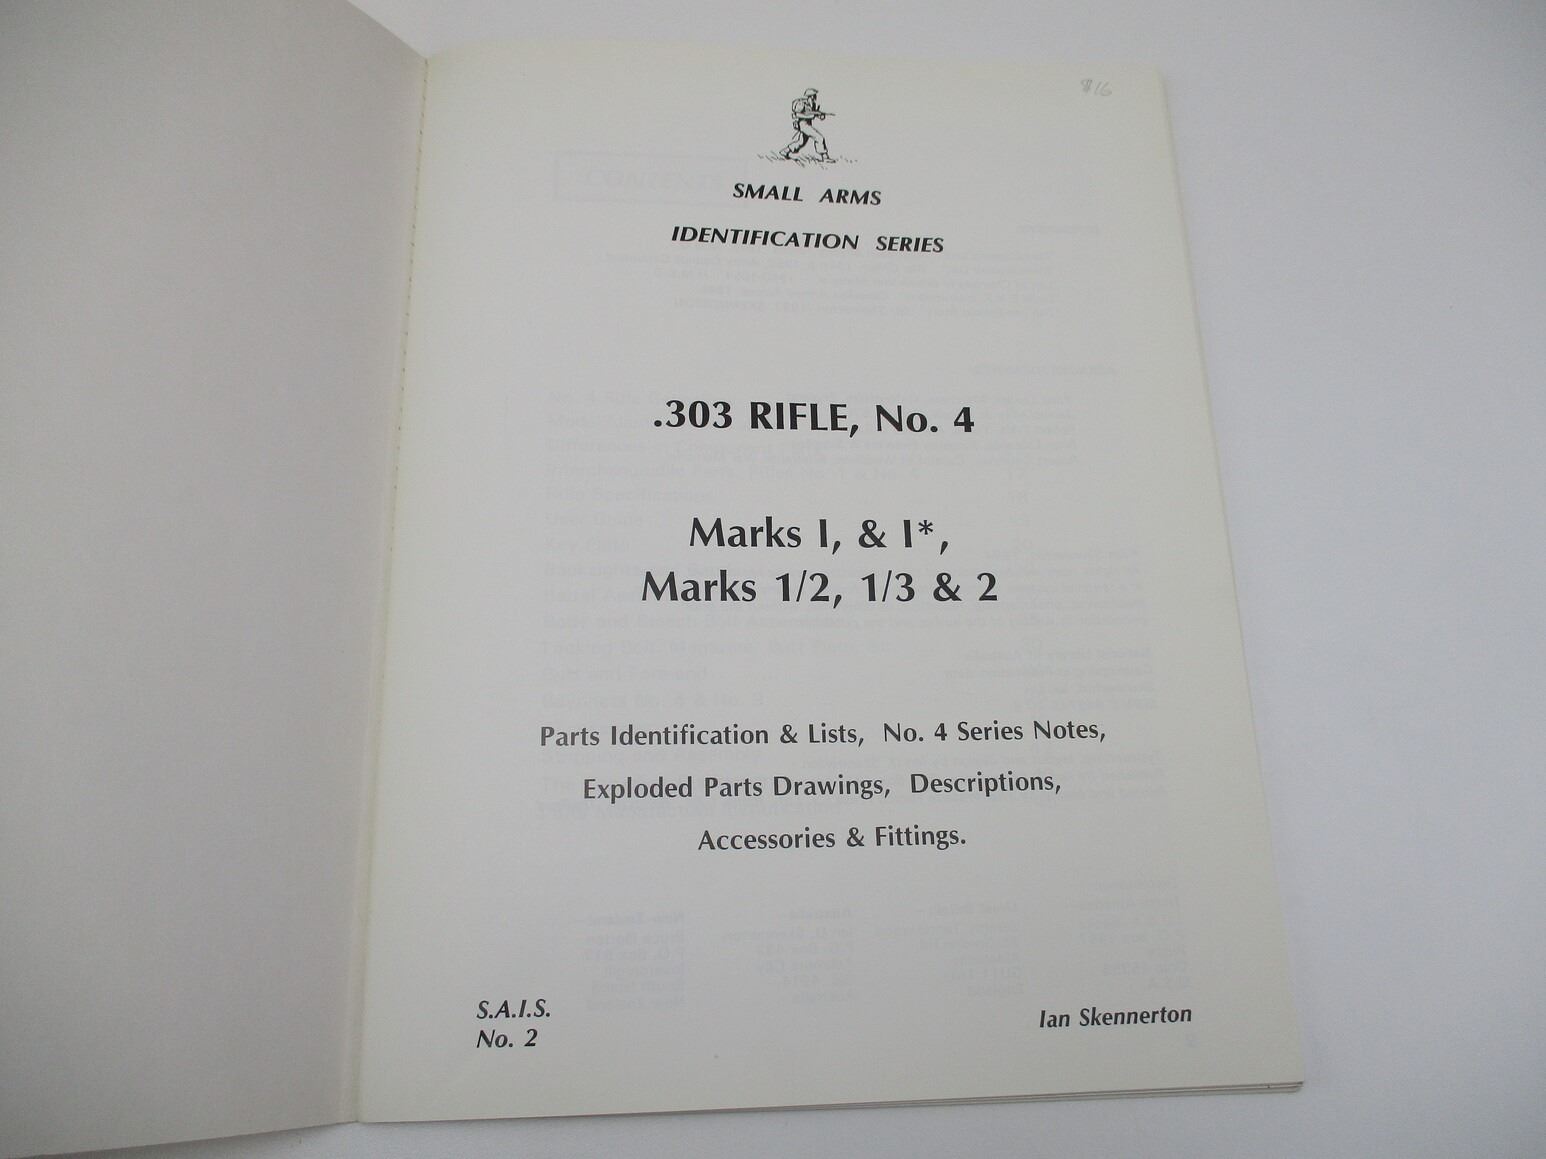 $16
SMALL ARMS
IDENTIFICATION SERIES
.303 RIFLE, No. 4
Marks I, & I*,
Marks 1/2, 1/3 & 2
Parts Identification & Lists, No. 4 Series Notes,
Exploded Parts Drawings, Descriptions,
Accessories & Fittings.
S.A.I.S.
No. 2
Ian Skennerton